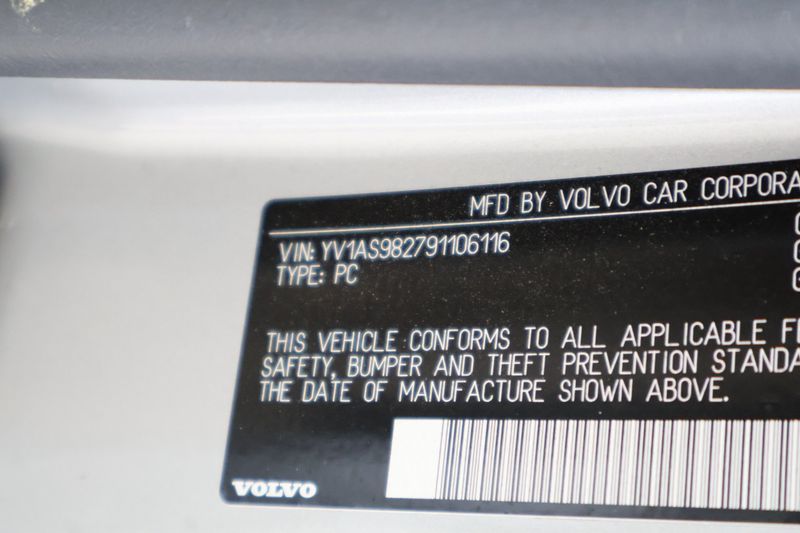 MFD BY VOLVO CAR CORPORA
VIN: YV1AS982791106116
TYPE: PC
THIS VEHICLE CONFORMS TO ALL APPLICABLE FE
SAFETY, BUMPER AND THEFT PREVENTION STANDA
THE DATE OF MANUFACTURE SHOWN ABOVE.
VOLVO